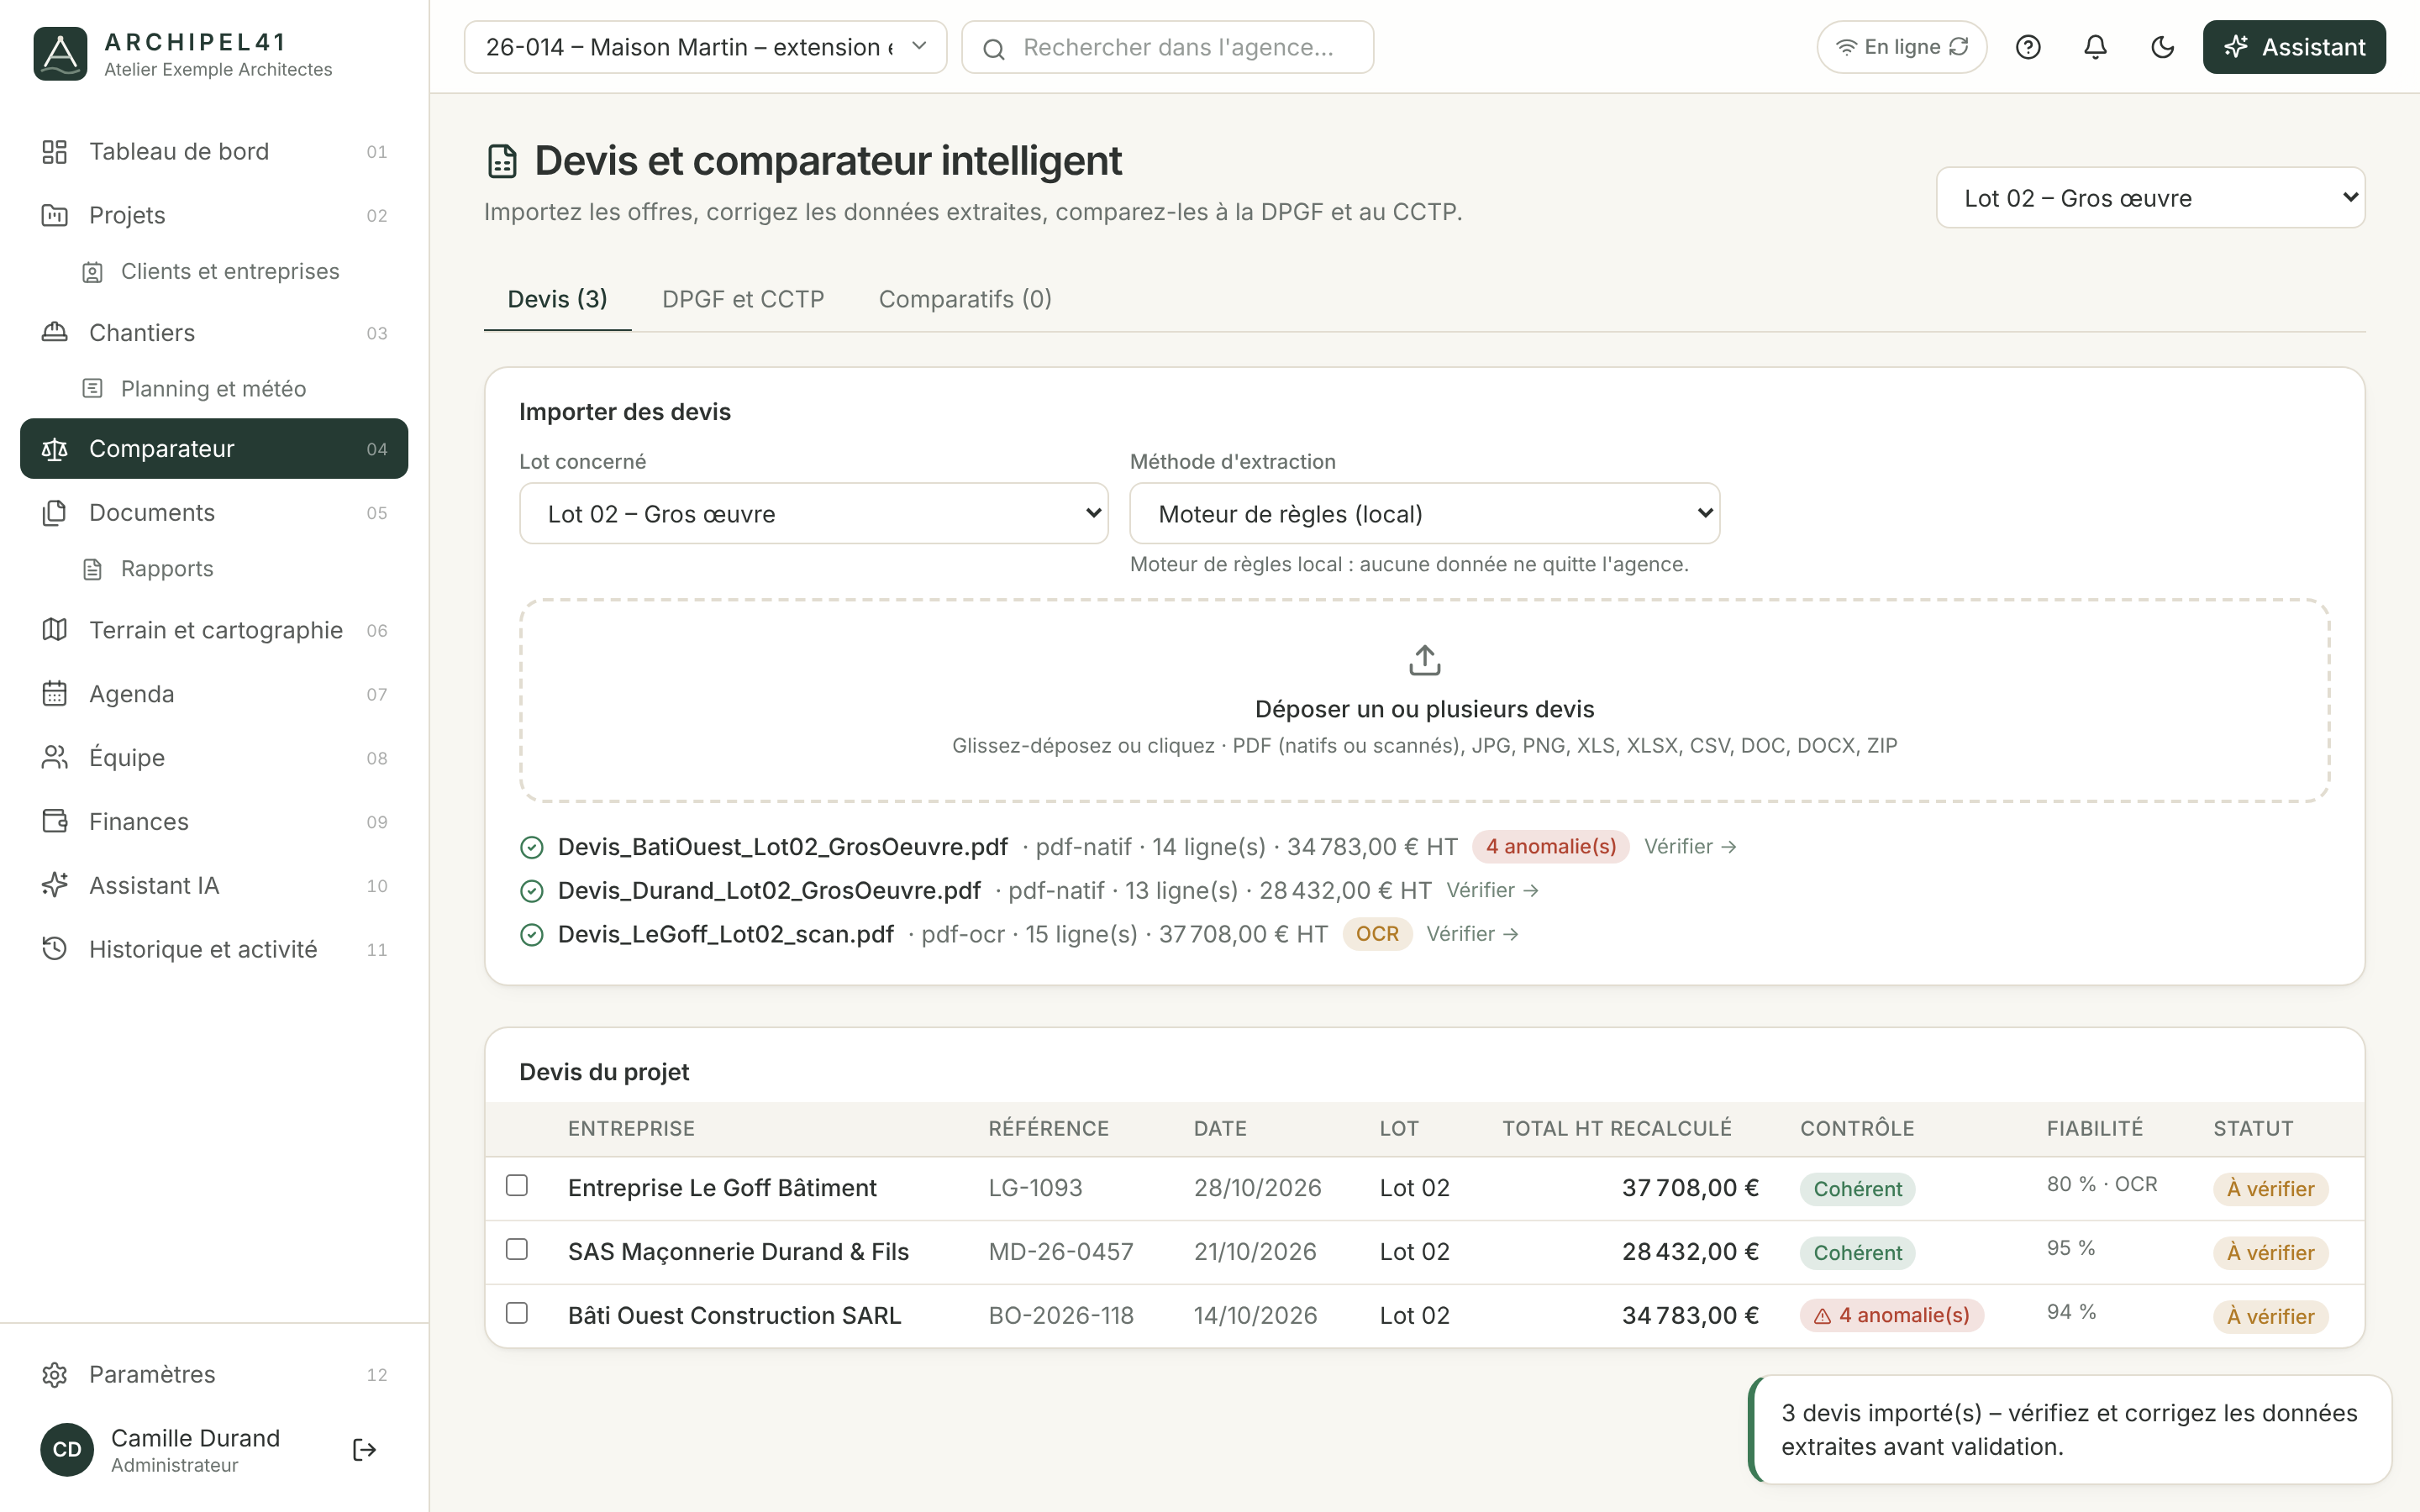 ARCHIPEL41
Atelier Exemple Architectes
Tableau de bord 01
Projets 02
Clients et entreprises
Chantiers 03
Planning et météo
Comparateur 04
Documents 05
Rapports
Terrain et cartographie 06
Agenda 07
Équipe 08
Finances 09
Assistant IA 10
Historique et activité 11
Paramètres 12
CD
Camille Durand
Administrateur
26-014 – Maison Martin – extension
Rechercher dans l'agence...
En ligne
Assistant
Devis et comparateur intelligent
Importez les offres, corrigez les données extraites, comparez-les à la DPGF et au CCTP.
Lot 02 – Gros œuvre
Devis (3) DPGF et CCTP Comparatifs (0)
Importer des devis
Lot concerné Méthode d'extraction
Lot 02 – Gros œuvre Moteur de règles (local)
Moteur de règles local : aucune donnée ne quitte l'agence.
Déposer un ou plusieurs devis
Glissez-déposez ou cliquez · PDF (natifs ou scannés), JPG, PNG, XLS, XLSX, CSV, DOC, DOCX, ZIP
Devis_BatiOuest_Lot02_GrosOeuvre.pdf · pdf-natif · 14 ligne(s) · 34 783,00 € HT 4 anomalie(s) Vérifier →
Devis_Durand_Lot02_GrosOeuvre.pdf · pdf-natif · 13 ligne(s) · 28 432,00 € HT Vérifier →
Devis_LeGoff_Lot02_scan.pdf · pdf-ocr · 15 ligne(s) · 37 708,00 € HT OCR Vérifier →
Devis du projet
ENTREPRISE RÉFÉRENCE DATE LOT TOTAL HT RECALCULÉ CONTRÔLE FIABILITÉ STATUT
Entreprise Le Goff Bâtiment LG-1093 28/10/2026 Lot 02 37 708,00 € Cohérent 80 % · OCR À vérifier
SAS Maçonnerie Durand & Fils MD-26-0457 21/10/2026 Lot 02 28 432,00 € Cohérent 95 % À vérifier
Bâti Ouest Construction SARL BO-2026-118 14/10/2026 Lot 02 34 783,00 € 4 anomalie(s) 94 % À vérifier
3 devis importé(s) – vérifiez et corrigez les données
extraites avant validation.